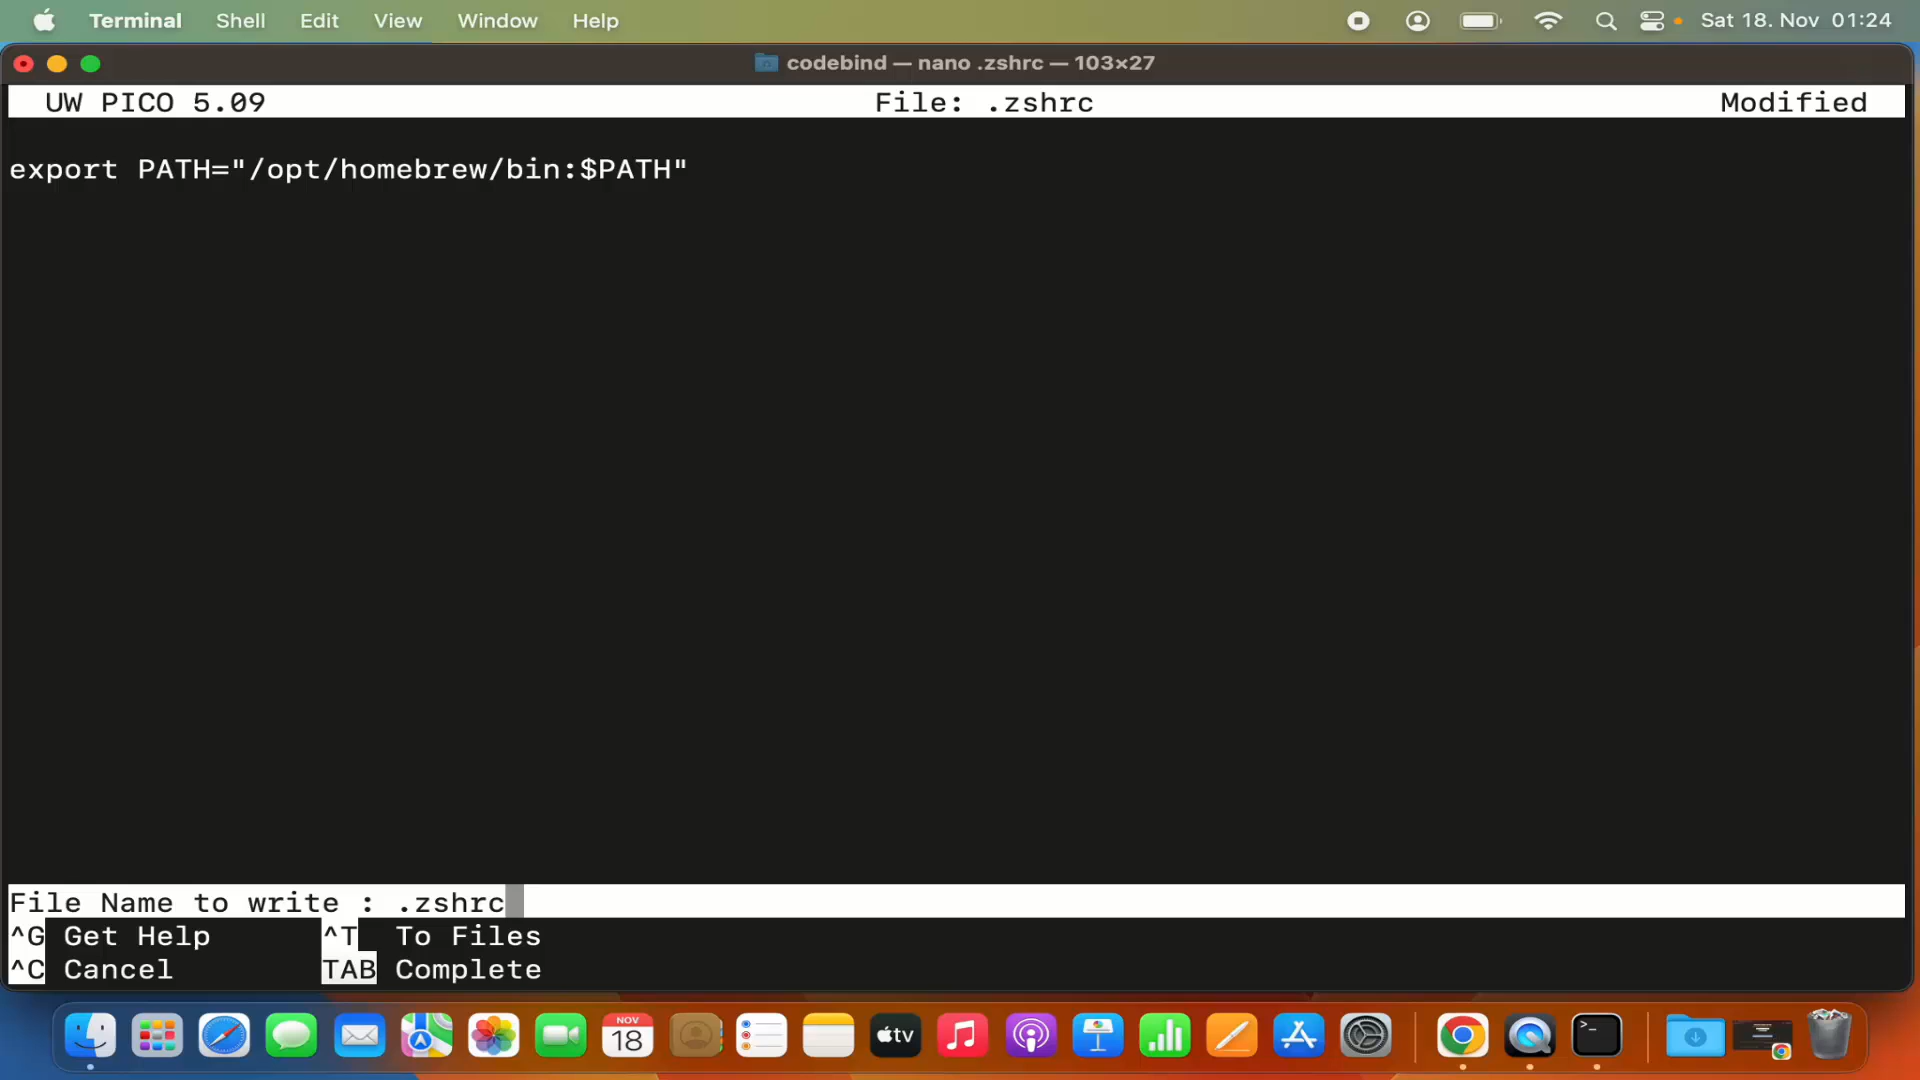 Terminal Shell Edit View Window Help Sat 18. Nov 01:24
codebind — nano .zshrc — 103×27
UW PICO 5.09 File: .zshrc Modified
export PATH="/opt/homebrew/bin:$PATH"
File Name to write : .zshrc
^G Get Help ^T To Files
^C Cancel TAB Complete
NOV
18
tv
>_